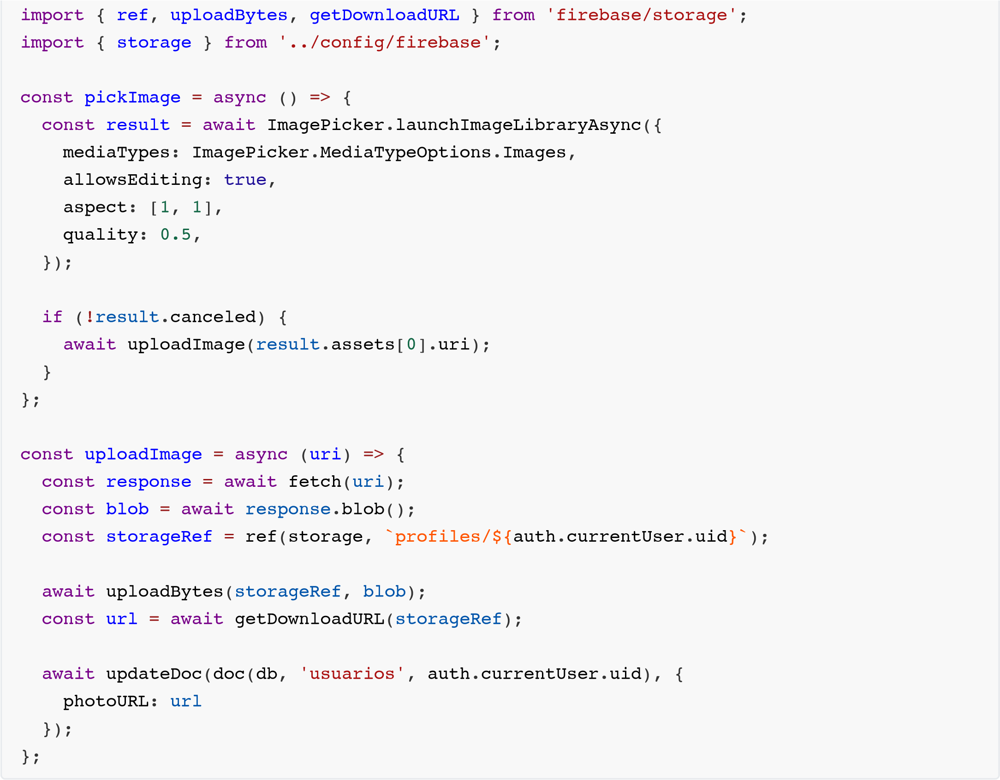 import { ref, uploadBytes, getDownloadURL } from 'firebase/storage';
import { storage } from '../config/firebase';

const pickImage = async () => {
  const result = await ImagePicker.launchImageLibraryAsync({
    mediaTypes: ImagePicker.MediaTypeOptions.Images,
    allowsEditing: true,
    aspect: [1, 1],
    quality: 0.5,
  });

  if (!result.canceled) {
    await uploadImage(result.assets[0].uri);
  }
};

const uploadImage = async (uri) => {
  const response = await fetch(uri);
  const blob = await response.blob();
  const storageRef = ref(storage, `profiles/${auth.currentUser.uid}`);

  await uploadBytes(storageRef, blob);
  const url = await getDownloadURL(storageRef);

  await updateDoc(doc(db, 'usuarios', auth.currentUser.uid), {
    photoURL: url
  });
};